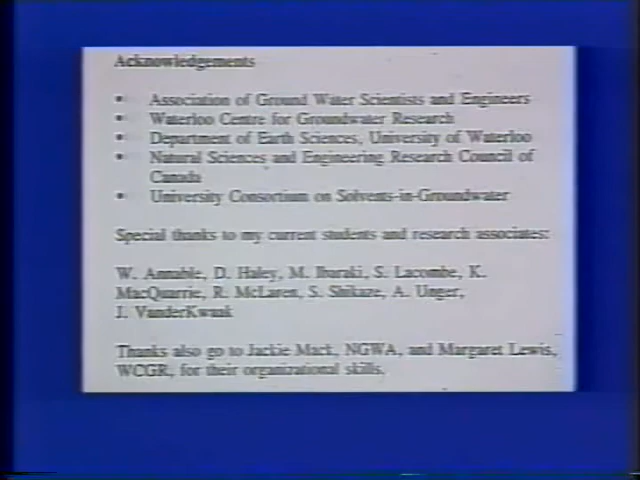 Acknowledgements
• Association of Ground Water Scientists and Engineers
• Waterloo Centre for Groundwater Research
• Department of Earth Sciences, University of Waterloo
• Natural Sciences and Engineering Research Council of
Canada
• University Consortium on Solvents-in-Groundwater
Special thanks to my current students and research associates:
W. Annable, D. Haley, M. Ibaraki, S. Lacombe, K.
MacQuarrie, R. McLaren, S. Shikaze, A. Unger,
J. VanderKwaak
Thanks also go to Jackie Mack, NGWA, and Margaret Lewis,
WCGR, for their organizational skills.